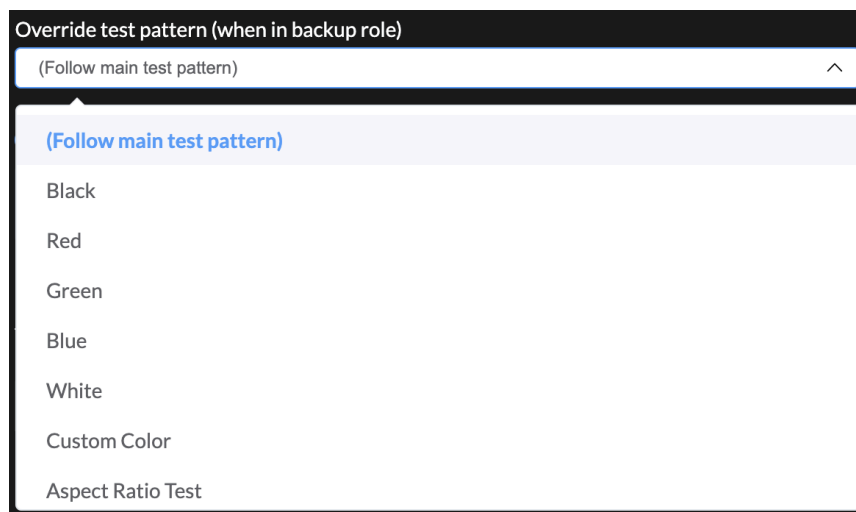 Override test pattern (when in backup role)
(Follow main test pattern)
(Follow main test pattern)
Black
Red
Green
Blue
White
Custom Color
Aspect Ratio Test